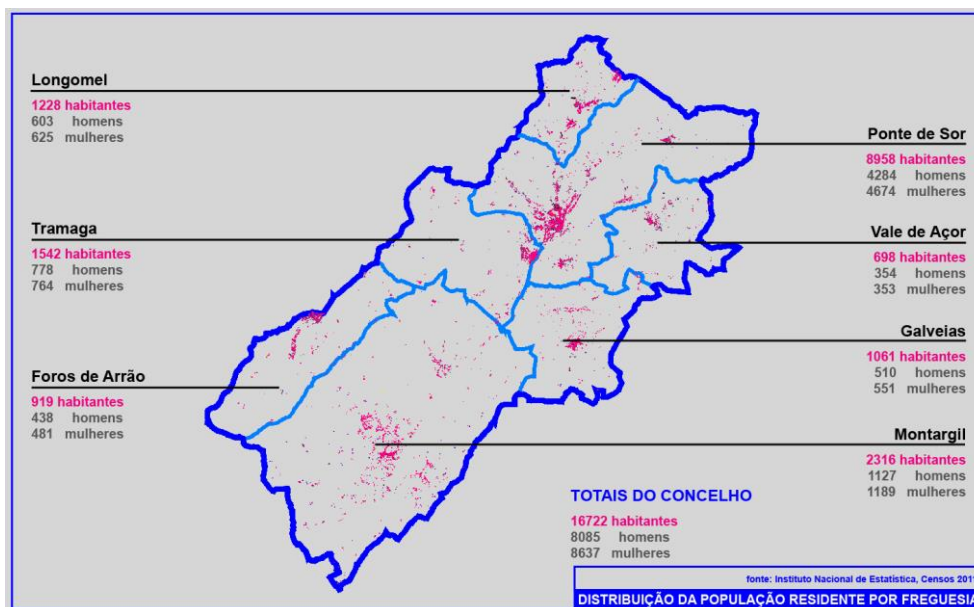 Longomel
1228 habitantes
603 homens
625 mulheres
Ponte de Sor
8958 habitantes
4284 homens
4674 mulheres
Tramaga
1542 habitantes
778 homens
764 mulheres
Vale de Açor
698 habitantes
354 homens
353 mulheres
Galveias
1061 habitantes
510 homens
551 mulheres
Foros de Arrão
919 habitantes
438 homens
481 mulheres
Montargil
2316 habitantes
1127 homens
1189 mulheres
TOTAIS DO CONCELHO
16722 habitantes
8085 homens
8637 mulheres
fonte: Instituto Nacional de Estatística, Censos
DISTRIBUIÇÃO DA POPULAÇÃO RESIDENTE POR FREGUESIA